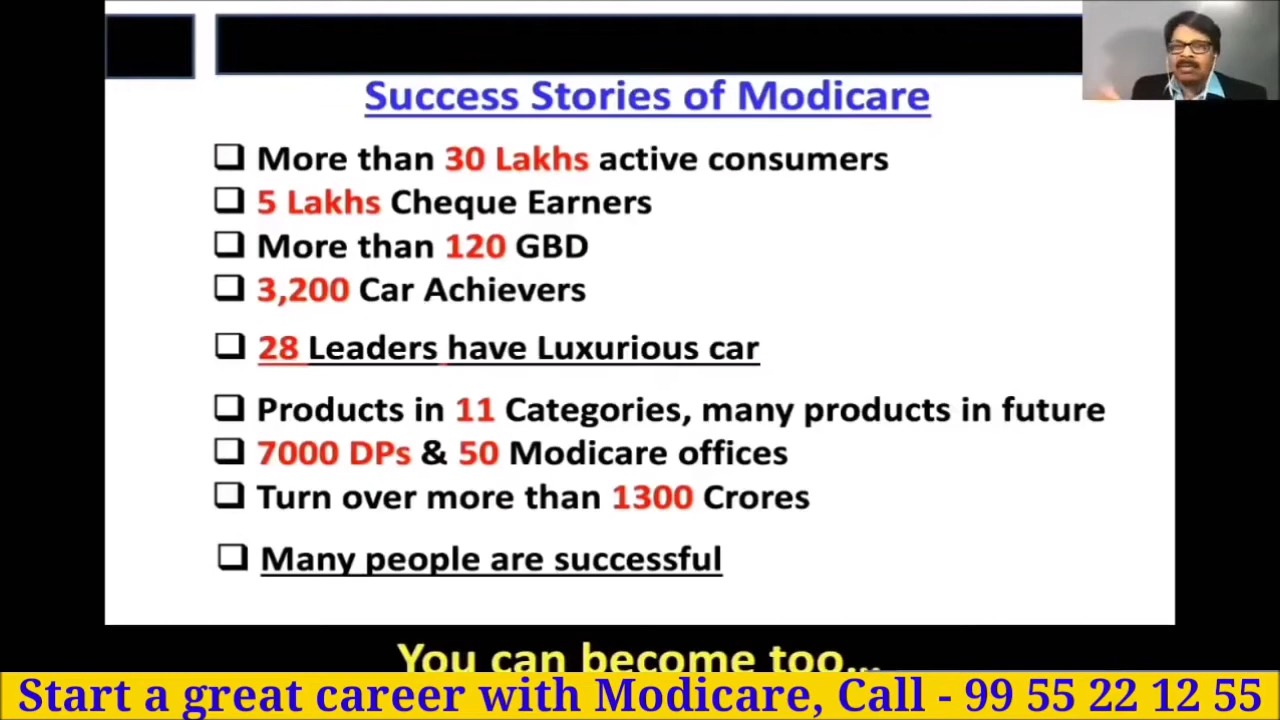 Success Stories of Modicare
More than 30 Lakhs active consumers
5 Lakhs Cheque Earners
More than 120 GBD
3,200 Car Achievers
28 Leaders have Luxurious car
Products in 11 Categories, many products in future
7000 DPs & 50 Modicare offices
Turn over more than 1300 Crores
Many people are successful
You can become too...
Start a great career with Modicare, Call - 99 55 22 12 55